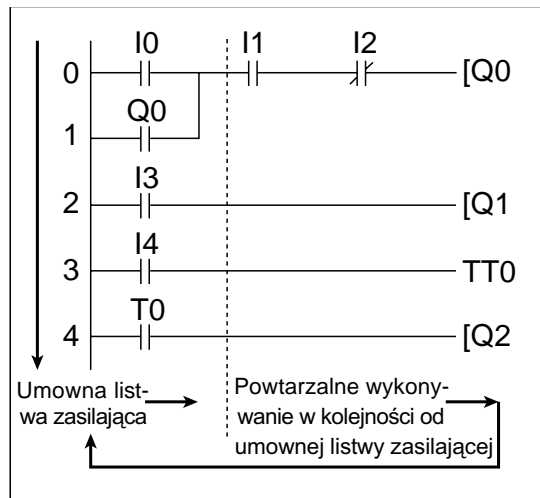 I0 I1 I2
0 [Q0
Q0
1
I3
2 [Q1
I4
3 TT0
T0
4 [Q2
Umowna list-
wa zasilająca
Powtarzalne wykony-
wanie w kolejności od
umownej listwy zasilającej